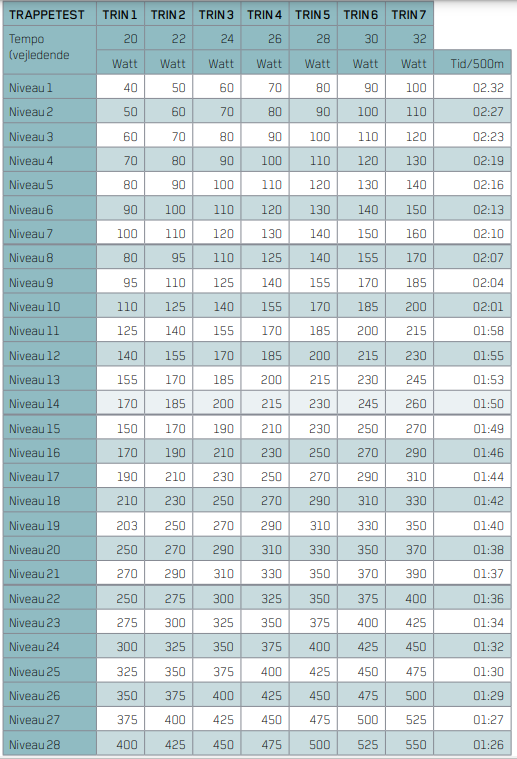 TRAPPETEST TRIN 1 TRIN 2 TRIN 3 TRIN 4 TRIN 5 TRIN 6 TRIN 7
Tempo 20 22 24 26 28 30 32
(vejledende Watt Watt Watt Watt Watt Watt Watt Tid/500m
Niveau 1 40 50 60 70 80 90 100 02.32
Niveau 2 50 60 70 80 90 100 110 02:27
Niveau 3 60 70 80 90 100 110 120 02:23
Niveau 4 70 80 90 100 110 120 130 02:19
Niveau 5 80 90 100 110 120 130 140 02:16
Niveau 6 90 100 110 120 130 140 150 02:13
Niveau 7 100 110 120 130 140 150 160 02:10
Niveau 8 80 95 110 125 140 155 170 02:07
Niveau 9 95 110 125 140 155 170 185 02:04
Niveau 10 110 125 140 155 170 185 200 02:01
Niveau 11 125 140 155 170 185 200 215 01:58
Niveau 12 140 155 170 185 200 215 230 01:55
Niveau 13 155 170 185 200 215 230 245 01:53
Niveau 14 170 185 200 215 230 245 260 01:50
Niveau 15 150 170 190 210 230 250 270 01:49
Niveau 16 170 190 210 230 250 270 290 01:46
Niveau 17 190 210 230 250 270 290 310 01:44
Niveau 18 210 230 250 270 290 310 330 01:42
Niveau 19 203 250 270 290 310 330 350 01:40
Niveau 20 250 270 290 310 330 350 370 01:38
Niveau 21 270 290 310 330 350 370 390 01:37
Niveau 22 250 275 300 325 350 375 400 01:36
Niveau 23 275 300 325 350 375 400 425 01:34
Niveau 24 300 325 350 375 400 425 450 01:32
Niveau 25 325 350 375 400 425 450 475 01:30
Niveau 26 350 375 400 425 450 475 500 01:29
Niveau 27 375 400 425 450 475 500 525 01:27
Niveau 28 400 425 450 475 500 525 550 01:26